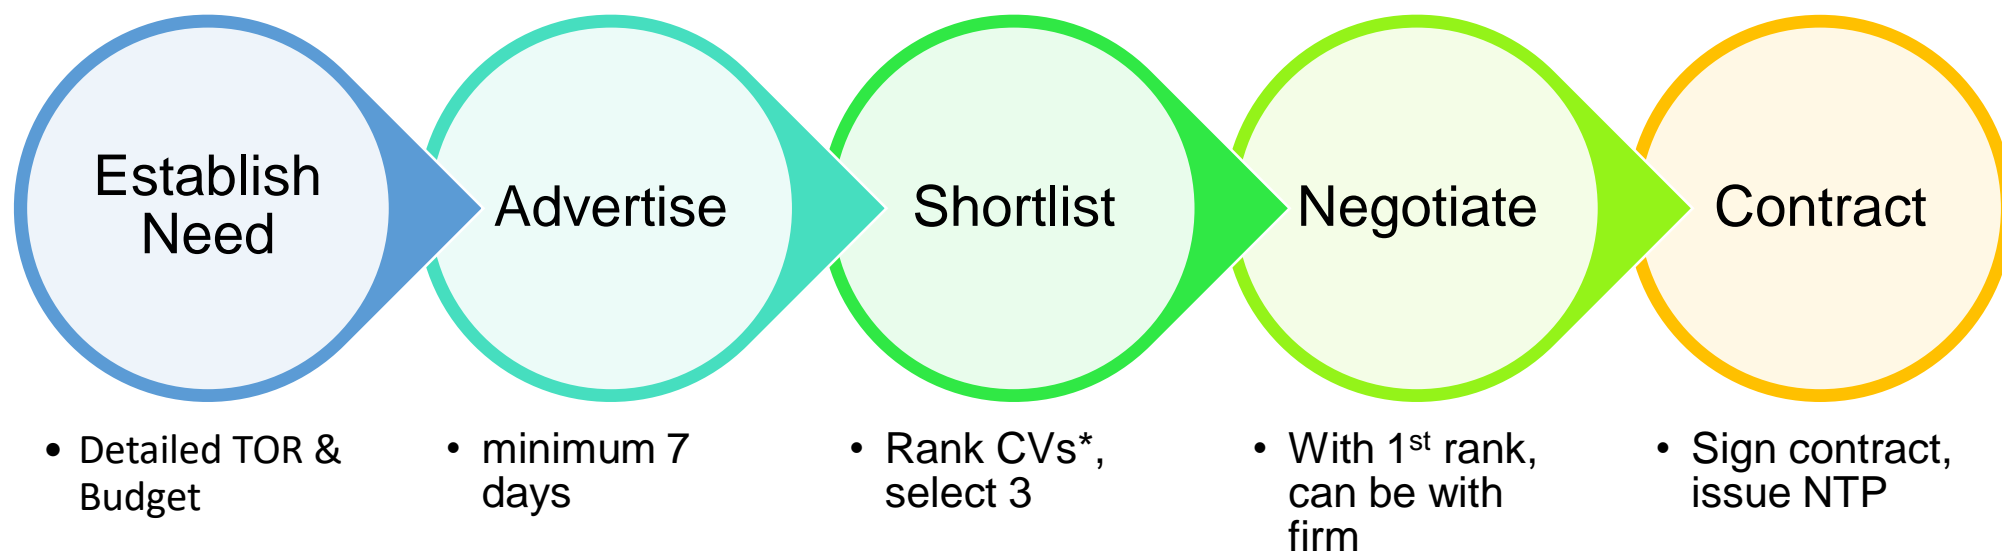 Establish
Need
Advertise
Shortlist
Negotiate
Contract
• Detailed TOR &
Budget
• minimum 7
days
• Rank CVs*,
select 3
• With 1st rank,
can be with
firm
• Sign contract,
issue NTP